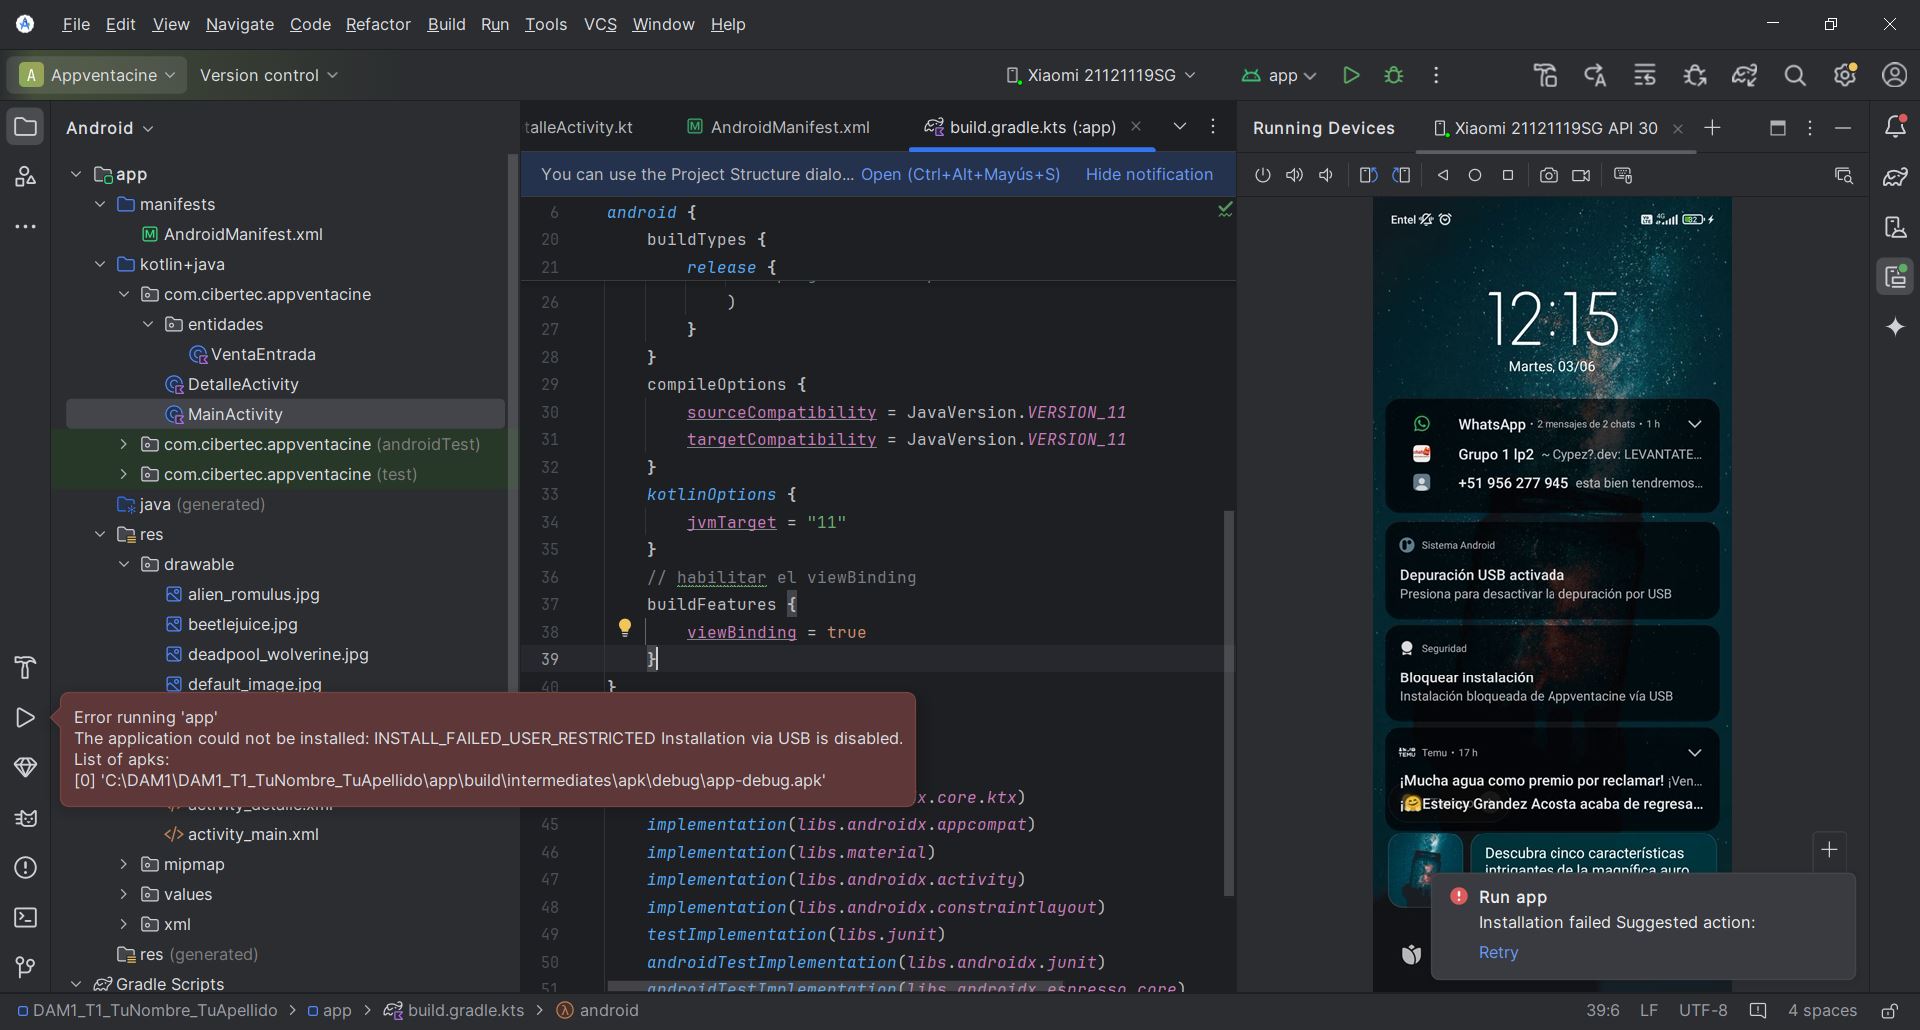 File Edit View Navigate Code Refactor Build Run Tools VCS Window Help
A Appventacine Version control Xiaomi 21121119SG app
Android
app
manifests
AndroidManifest.xml
kotlin+java
com.cibertec.appventacine
entidades
VentaEntrada
DetalleActivity
MainActivity
com.cibertec.appventacine (androidTest)
com.cibertec.appventacine (test)
java (generated)
res
drawable
alien_romulus.jpg
beetlejuice.jpg
deadpool_wolverine.jpg
default_image.jpg
activity_detalle.xml
activity_main.xml
mipmap
values
xml
res (generated)
Gradle Scripts
talleActivity.kt AndroidManifest.xml build.gradle.kts (:app)
You can use the Project Structure dialo... Open (Ctrl+Alt+Mayús+S) Hide notification
6 android {
20 buildTypes {
21 release {
26 )
27 }
28 }
29 compileOptions {
30 sourceCompatibility = JavaVersion.VERSION_11
31 targetCompatibility = JavaVersion.VERSION_11
32 }
33 kotlinOptions {
34 jvmTarget = "11"
35 }
36 // habilitar el viewBinding
37 buildFeatures {
38 viewBinding = true
39 }
40 }
Error running 'app'
The application could not be installed: INSTALL_FAILED_USER_RESTRICTED Installation via USB is disabled.
List of apks:
[0] 'C:\DAM1\DAM1_T1_TuNombre_TuApellido\app\build\intermediates\apk\debug\app-debug.apk'
x.core.ktx)
45 implementation(libs.androidx.appcompat)
46 implementation(libs.material)
47 implementation(libs.androidx.activity)
48 implementation(libs.androidx.constraintlayout)
49 testImplementation(libs.junit)
50 androidTestImplementation(libs.androidx.junit)
51 androidTestImplementation(libs.androidx.espresso.core)
Running Devices Xiaomi 21121119SG API 30
Entel 4G 82
12:15
Martes, 03/06
WhatsApp · 2 mensajes de 2 chats · 1 h
Grupo 1 lp2 ~ Cypez?.dev: LEVANTATE...
+51 956 277 945 esta bien tendremos...
Sistema Android
Depuración USB activada
Presiona para desactivar la depuración por USB
Seguridad
Bloquear instalación
Instalación bloqueada de Appventacine vía USB
TEMU Temu · 17 h
¡Mucha agua como premio por reclamar! ¡Ven...
¡🤗Esteicy Grandez Acosta acaba de regresa...
Descubra cinco características
intrigantes de la magnífica auro
Run app
Installation failed Suggested action:
Retry
DAM1_T1_TuNombre_TuApellido > app > build.gradle.kts > android
39:6 LF UTF-8 4 spaces